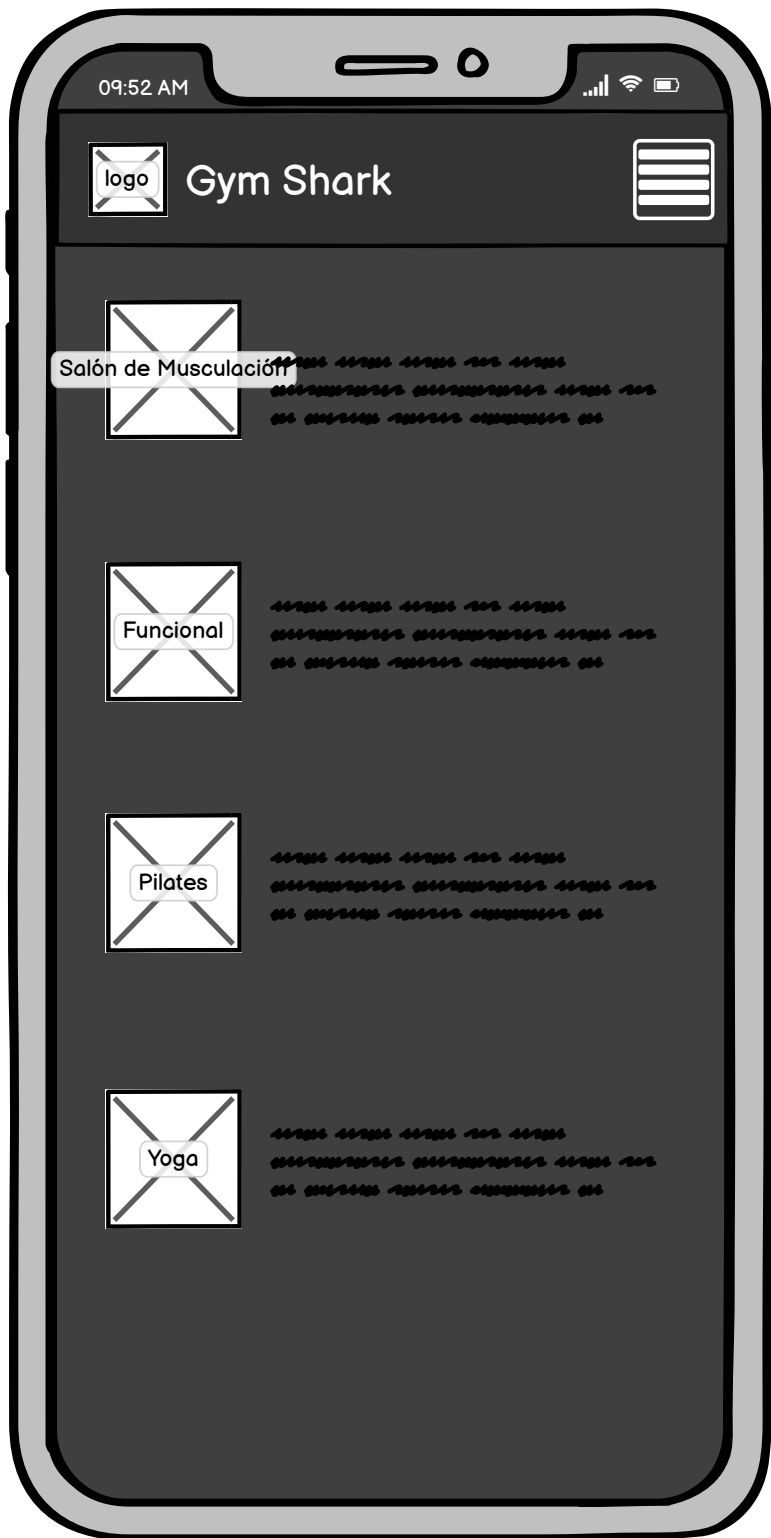 09:52 AM
logo
Gym Shark
Salón de Musculación
Funcional
Pilates
Yoga